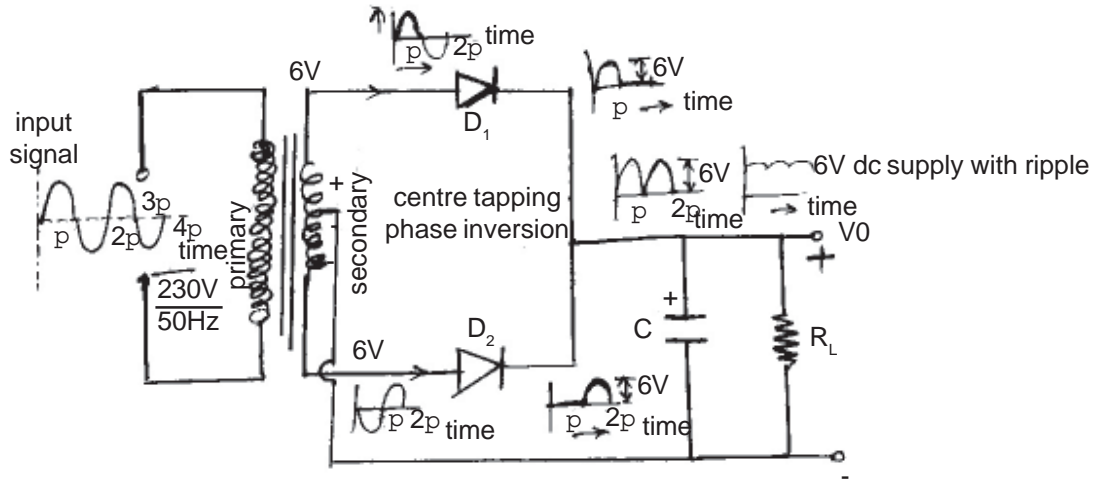 p 2p time
6V
D1
6V
p → time
input
signal
3p
p 2p 4p
time
230V
50Hz
primary
+
-
-
secondary
centre tapping
phase inversion
6V
2p
time
6V dc supply with ripple
→ time
V0
+
+
C
RL
6V
D2
p 2p time
6V
p 2p time
-